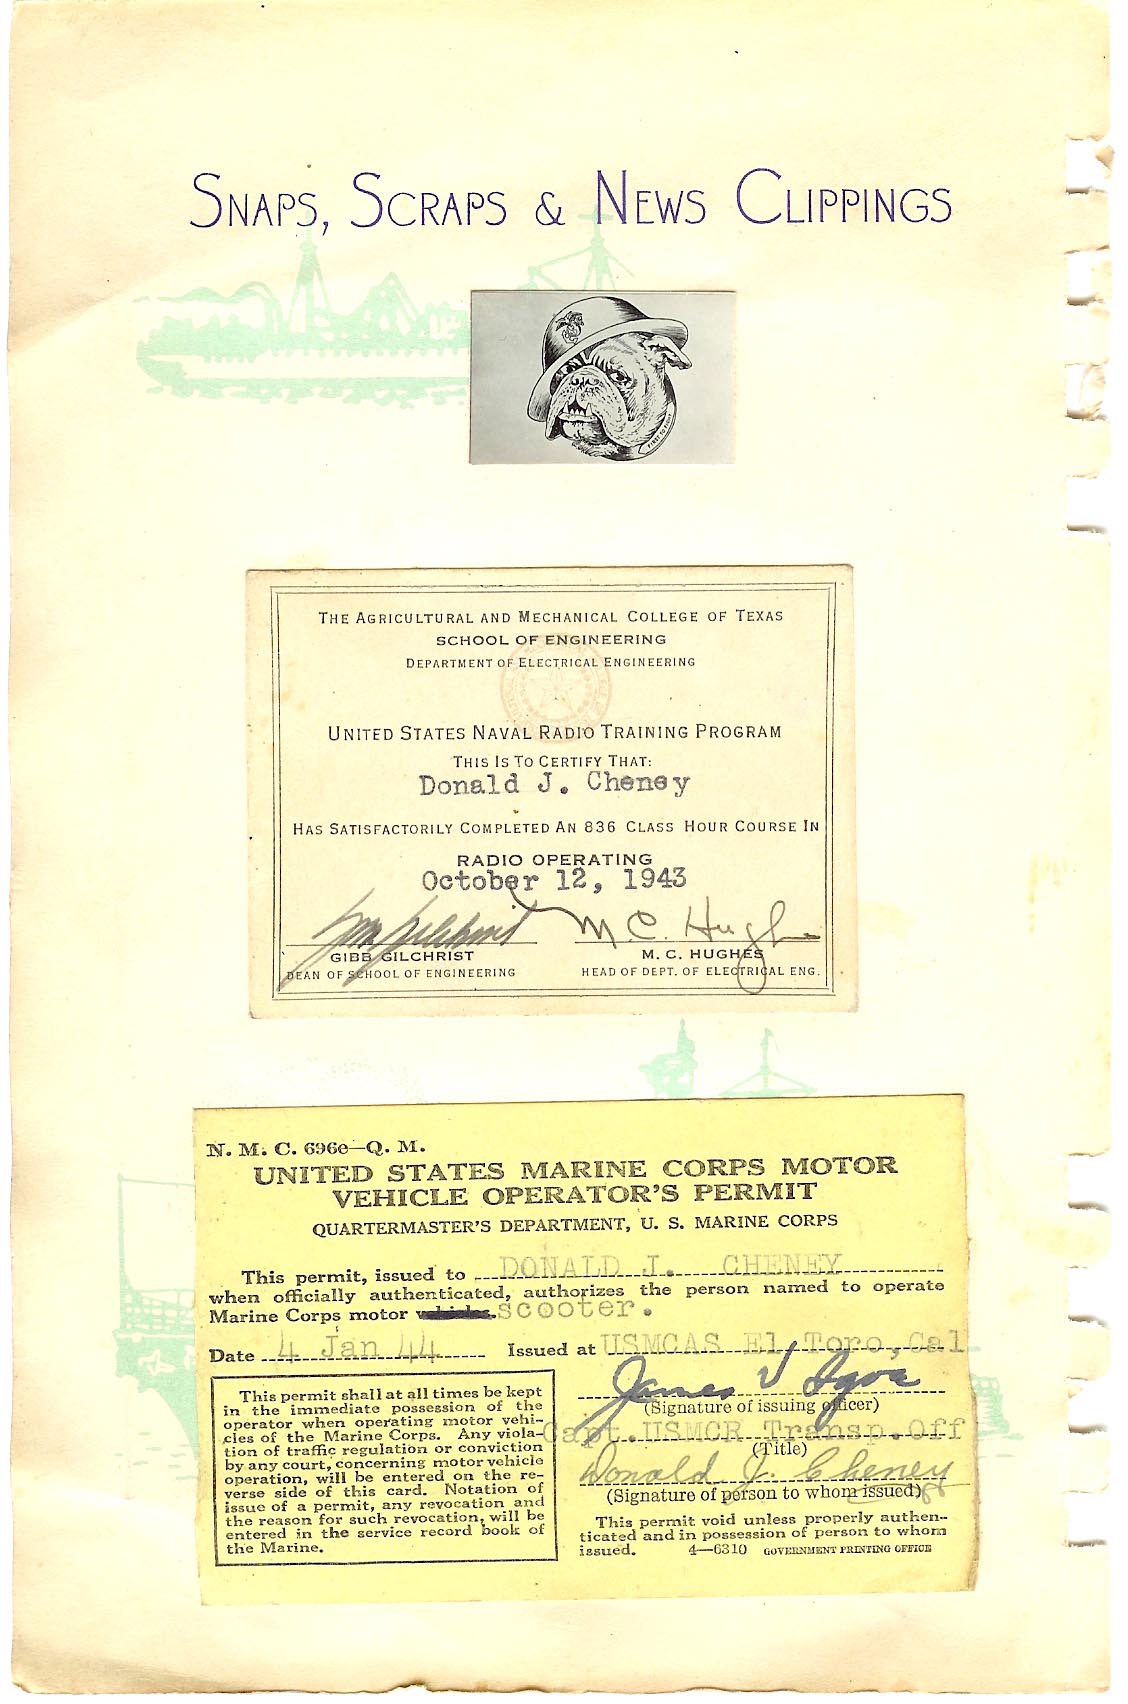 SNAPS, SCRAPS & NEWS CLIPPINGS
FIRST TO FIGHT
THE AGRICULTURAL AND MECHANICAL COLLEGE OF TEXAS
SCHOOL OF ENGINEERING
DEPARTMENT OF ELECTRICAL ENGINEERING
UNITED STATES NAVAL RADIO TRAINING PROGRAM
THIS IS TO CERTIFY THAT:
Donald J. Cheney
HAS SATISFACTORILY COMPLETED AN 836 CLASS HOUR COURSE IN
RADIO OPERATING
October 12, 1943
M. C. Hughes
GIBB GILCHRIST
M. C. HUGHES
DEAN OF SCHOOL OF ENGINEERING
HEAD OF DEPT. OF ELECTRICAL ENG.
N. M. C. 696e—Q. M.
UNITED STATES MARINE CORPS MOTOR
VEHICLE OPERATOR'S PERMIT
QUARTERMASTER'S DEPARTMENT, U. S. MARINE CORPS
This permit, issued to DONALD J. CHENEY
when officially authenticated, authorizes the person named to operate
Marine Corps motor scooter.
Date 4 Jan 44 Issued at USMCAS El Toro, Cal
This permit shall at all times be kept
in the immediate possession of the
operator when operating motor vehi-
cles of the Marine Corps. Any viola-
tion of traffic regulation or conviction
by any court, concerning motor vehicle
operation, will be entered on the re-
verse side of this card. Notation of
issue of a permit, any revocation and
the reason for such revocation, will be
entered in the service record book of
the Marine.
James V
(Signature of issuing officer)
Capt. USMCR Transp. Off
(Title)
Donald J. Cheney
(Signature of person to whom issued)
This permit void unless properly authen-
ticated and in possession of person to whom
issued. 4—6310 GOVERNMENT PRINTING OFFICE